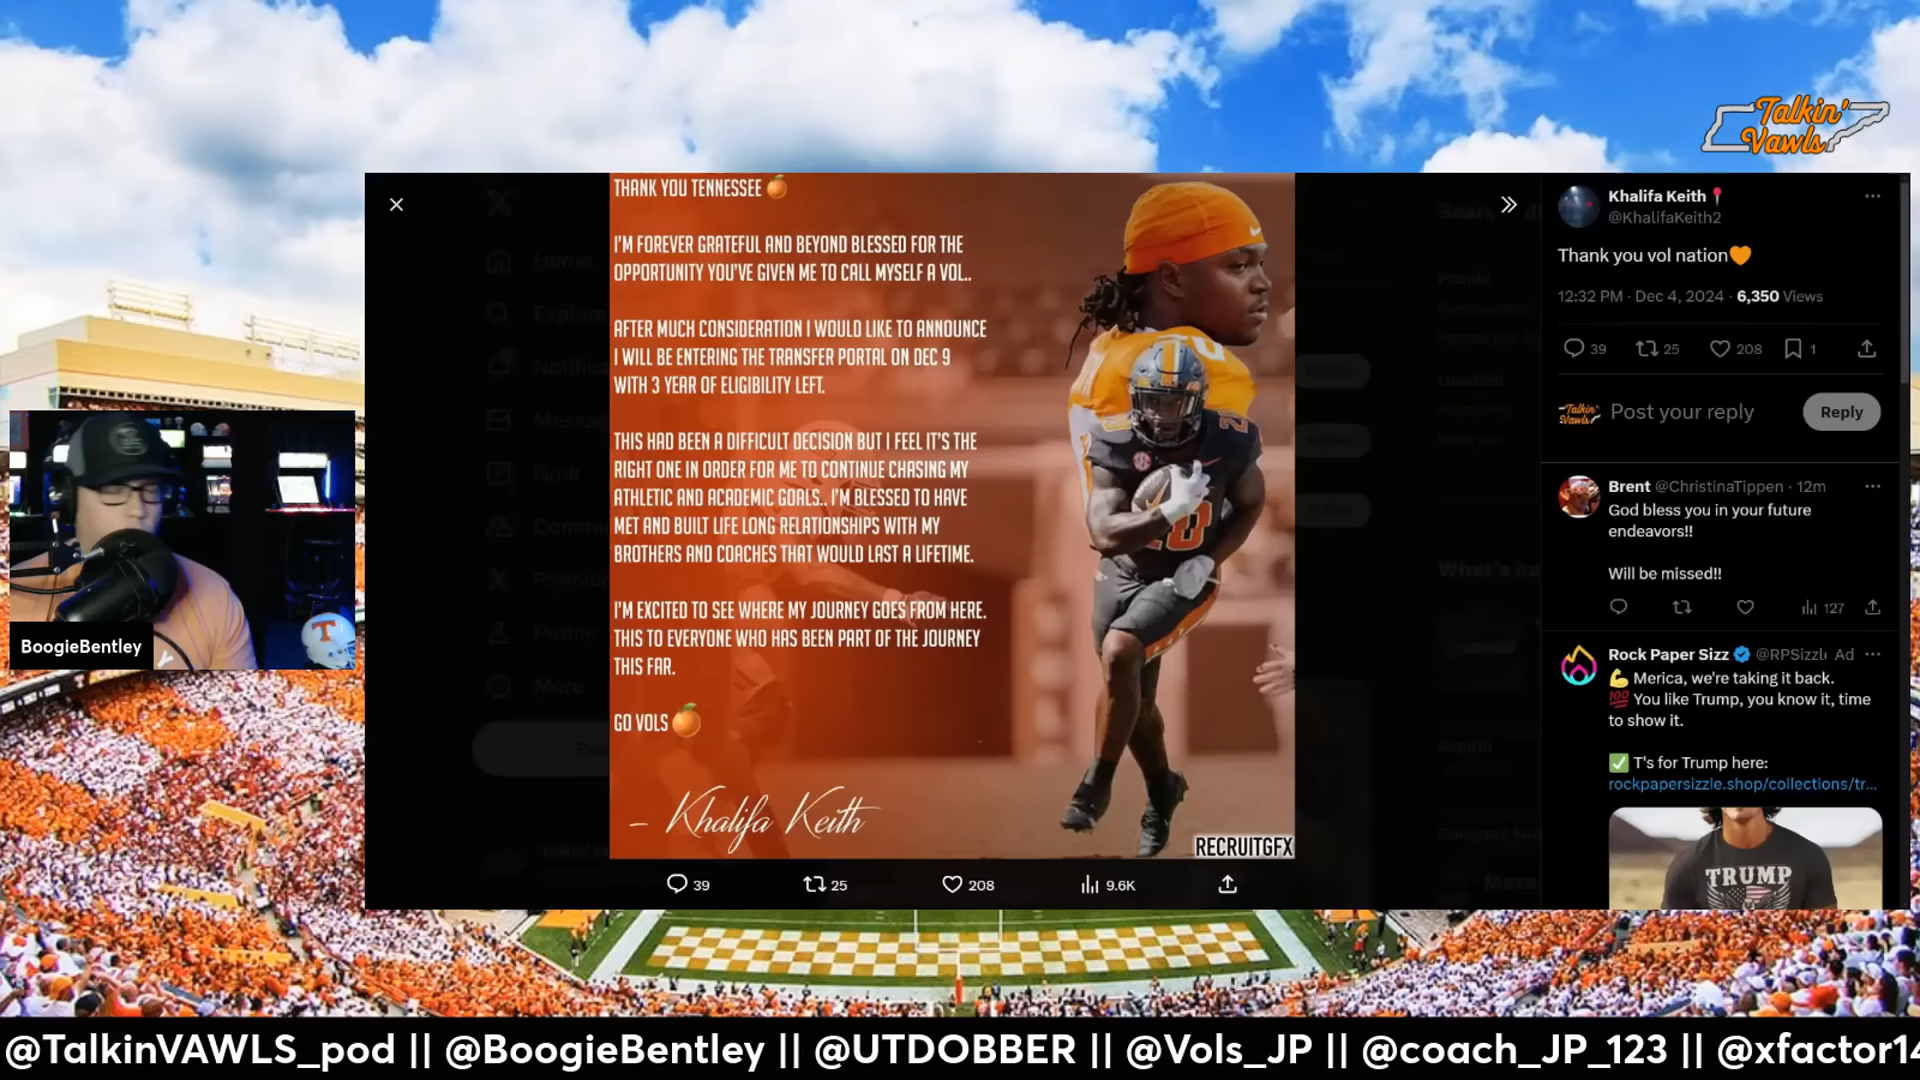 Talkin'
Vawls
THANK YOU TENNESSEE 🍊
I'M FOREVER GRATEFUL AND BEYOND BLESSED FOR THE
OPPORTUNITY YOU'VE GIVEN ME TO CALL MYSELF A VOL..
AFTER MUCH CONSIDERATION I WOULD LIKE TO ANNOUNCE
I WILL BE ENTERING THE TRANSFER PORTAL ON DEC 9
WITH 3 YEAR OF ELIGIBILITY LEFT.
THIS HAD BEEN A DIFFICULT DECISION BUT I FEEL IT'S THE
RIGHT ONE IN ORDER FOR ME TO CONTINUE CHASING MY
ATHLETIC AND ACADEMIC GOALS.. I'M BLESSED TO HAVE
MET AND BUILT LIFE LONG RELATIONSHIPS WITH MY
BROTHERS AND COACHES THAT WOULD LAST A LIFETIME.
I'M EXCITED TO SEE WHERE MY JOURNEY GOES FROM HERE.
THIS TO EVERYONE WHO HAS BEEN PART OF THE JOURNEY
THIS FAR.
GO VOLS 🍊
– Khalifa Keith
RECRUITGFX
39 25 208 9.6K
Khalifa Keith
@KhalifaKeith2
Thank you vol nation🧡
12:32 PM · Dec 4, 2024 · 6,350 Views
39 25 208 1
Talkin'
Vawls
Post your reply
Reply
Brent @ChristinaTippen · 12m
God bless you in your future
endeavors!!
Will be missed!!
127
Rock Paper Sizz @RPSizzl Ad
💪 Merica, we're taking it back.
💯 You like Trump, you know it, time
to show it.
✅ T's for Trump here:
rockpapersizzle.shop/collections/tr...
TRUMP
Home
Explore
Grok
Profile
More
BoogieBentley
T
@TalkinVAWLS_pod || @BoogieBentley || @UTDOBBER || @Vols_JP || @coach_JP_123 || @xfactor14